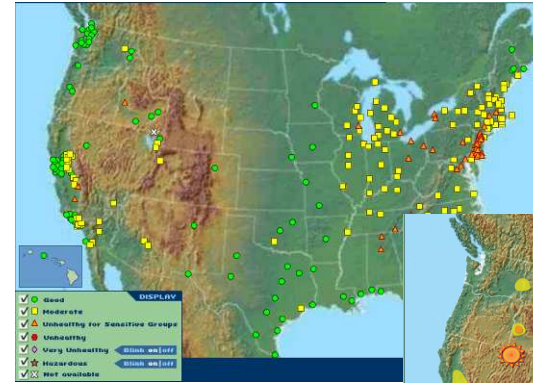 DISPLAY
Good
Moderate
Unhealthy for Sensitive Groups
Unhealthy
Very Unhealthy Blink on|off
Hazardous Blink on|off
Not available